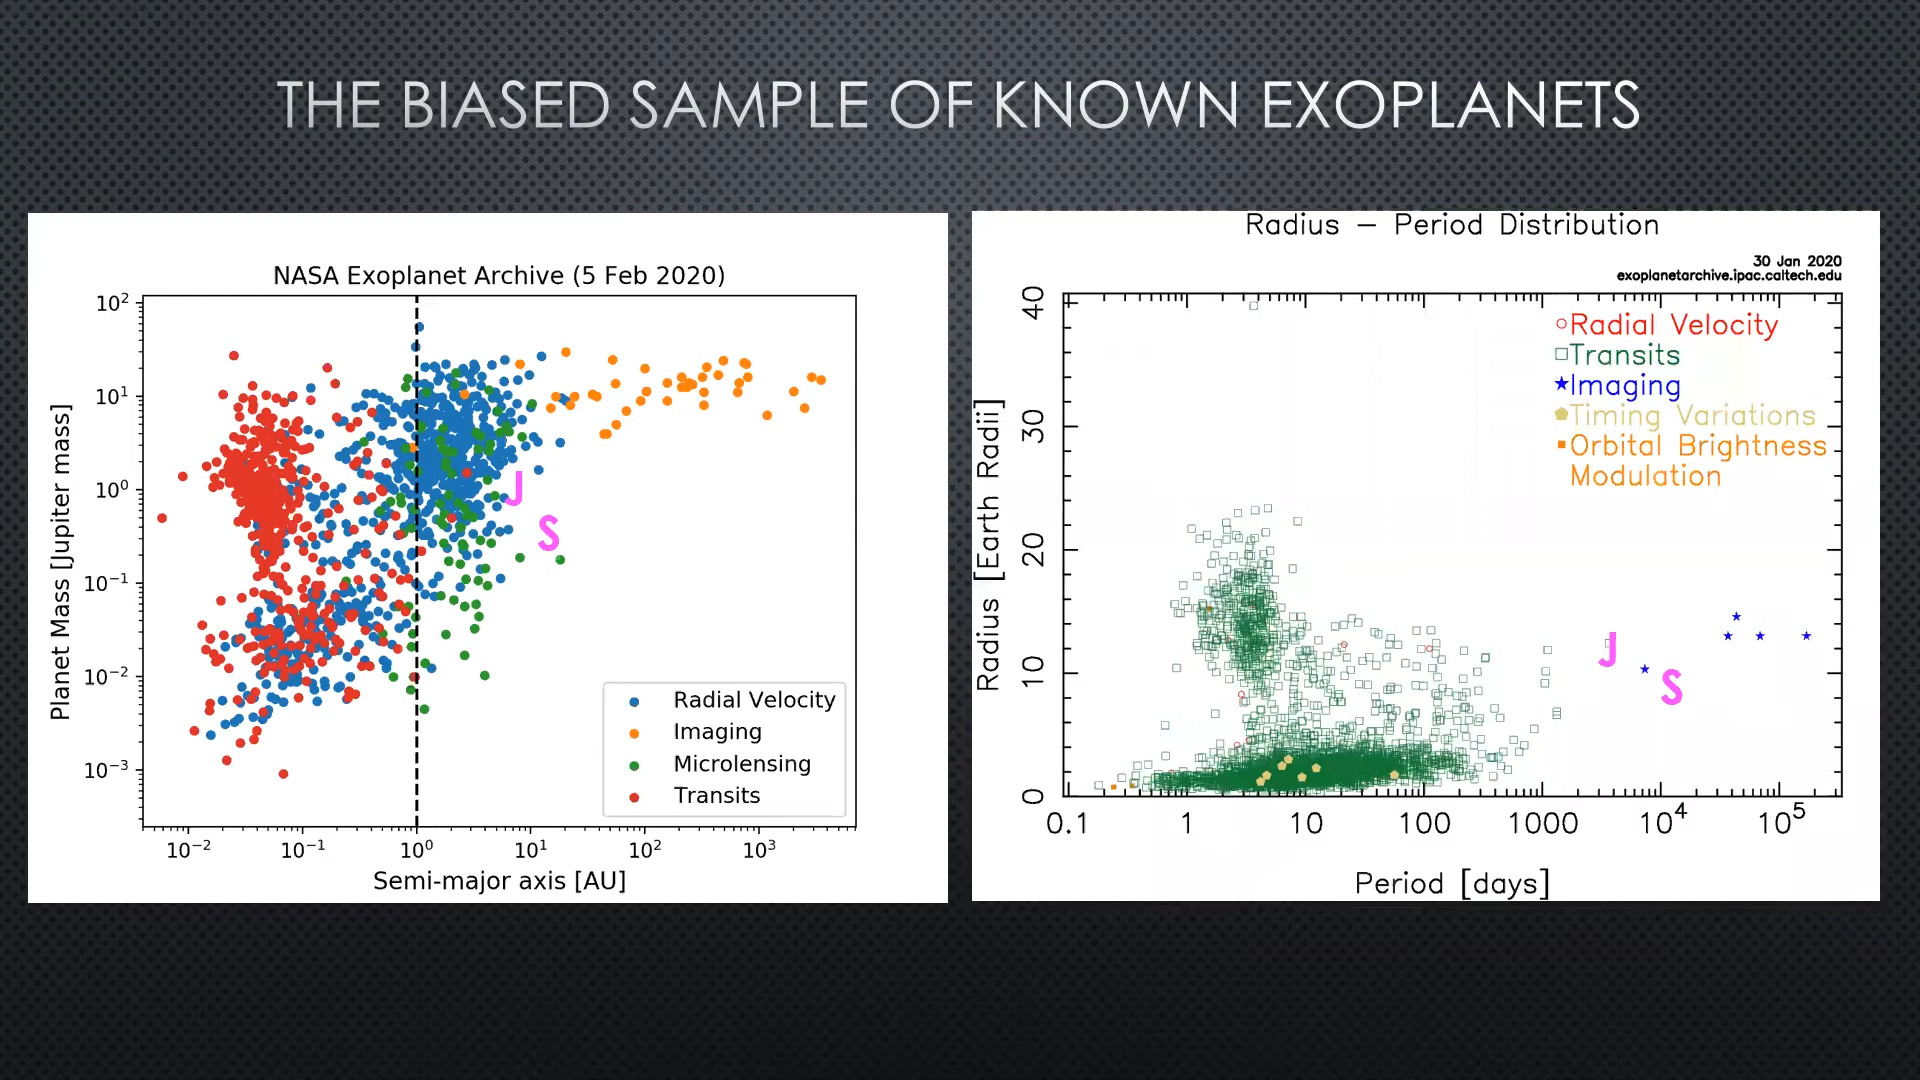 THE BIASED SAMPLE OF KNOWN EXOPLANETS
NASA Exoplanet Archive (5 Feb 2020)
Planet Mass [Jupiter mass]
10²
10¹
10⁰
10⁻¹
10⁻²
10⁻³
J
S
Radial Velocity
Imaging
Microlensing
Transits
10⁻² 10⁻¹ 10⁰ 10¹ 10² 10³
Semi-major axis [AU]
Radius – Period Distribution
30 Jan 2020
exoplanetarchive.ipac.caltech.edu
Radius [Earth Radii]
40
30
20
10
0
Radial Velocity
Transits
Imaging
Timing Variations
Orbital Brightness
Modulation
J
S
0.1 1 10 100 1000 10⁴ 10⁵
Period [days]